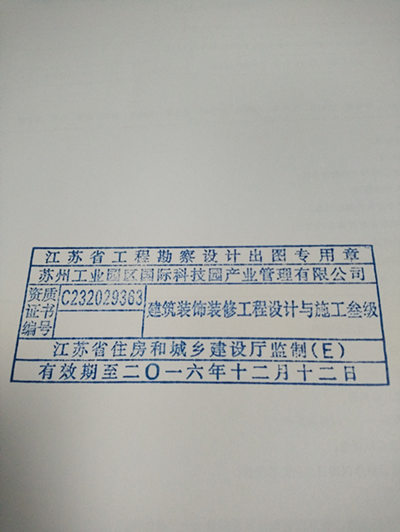 江苏省工程勘察设计出图专用章
苏州工业园区国际科技园产业管理有限公司
资质
证书
编号
C232029363
建筑装饰装修工程设计与施工叁级
江苏省住房和城乡建设厅监制(E)
有效期至二O一六年十二月十二日